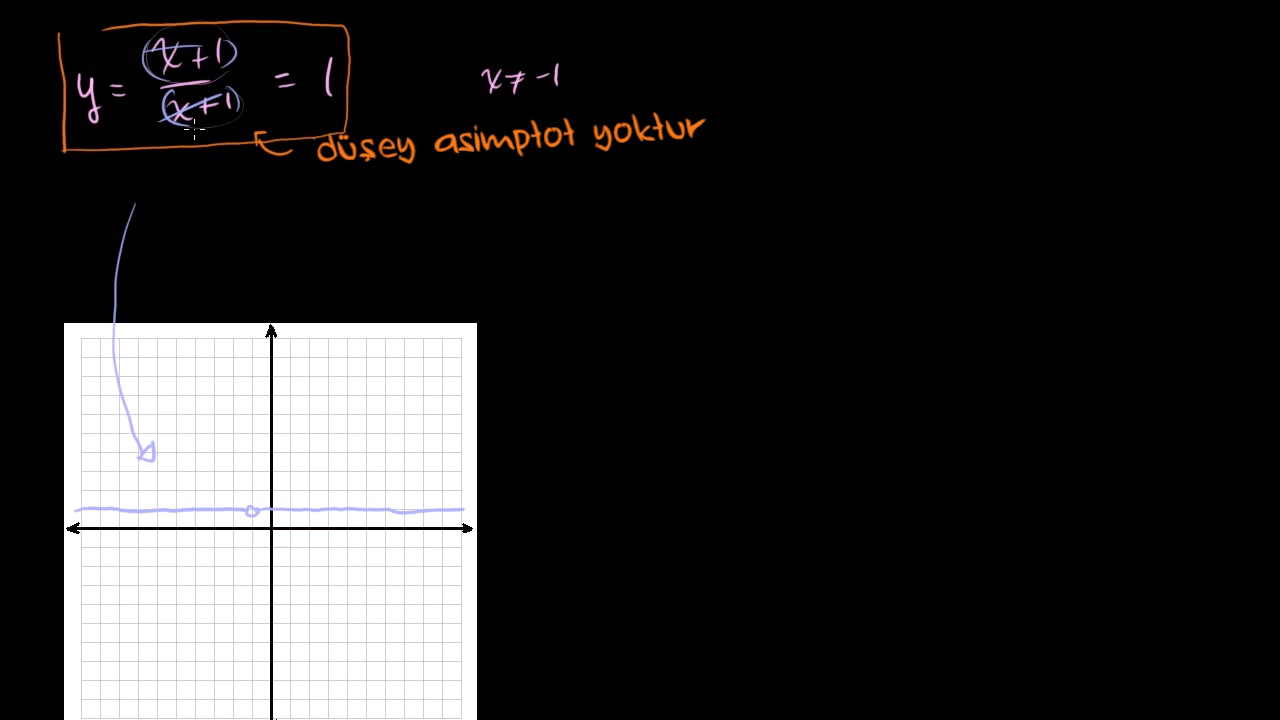 y = (x+1)/(x+1) = 1
x ≠ -1
düşey asimptot yoktur